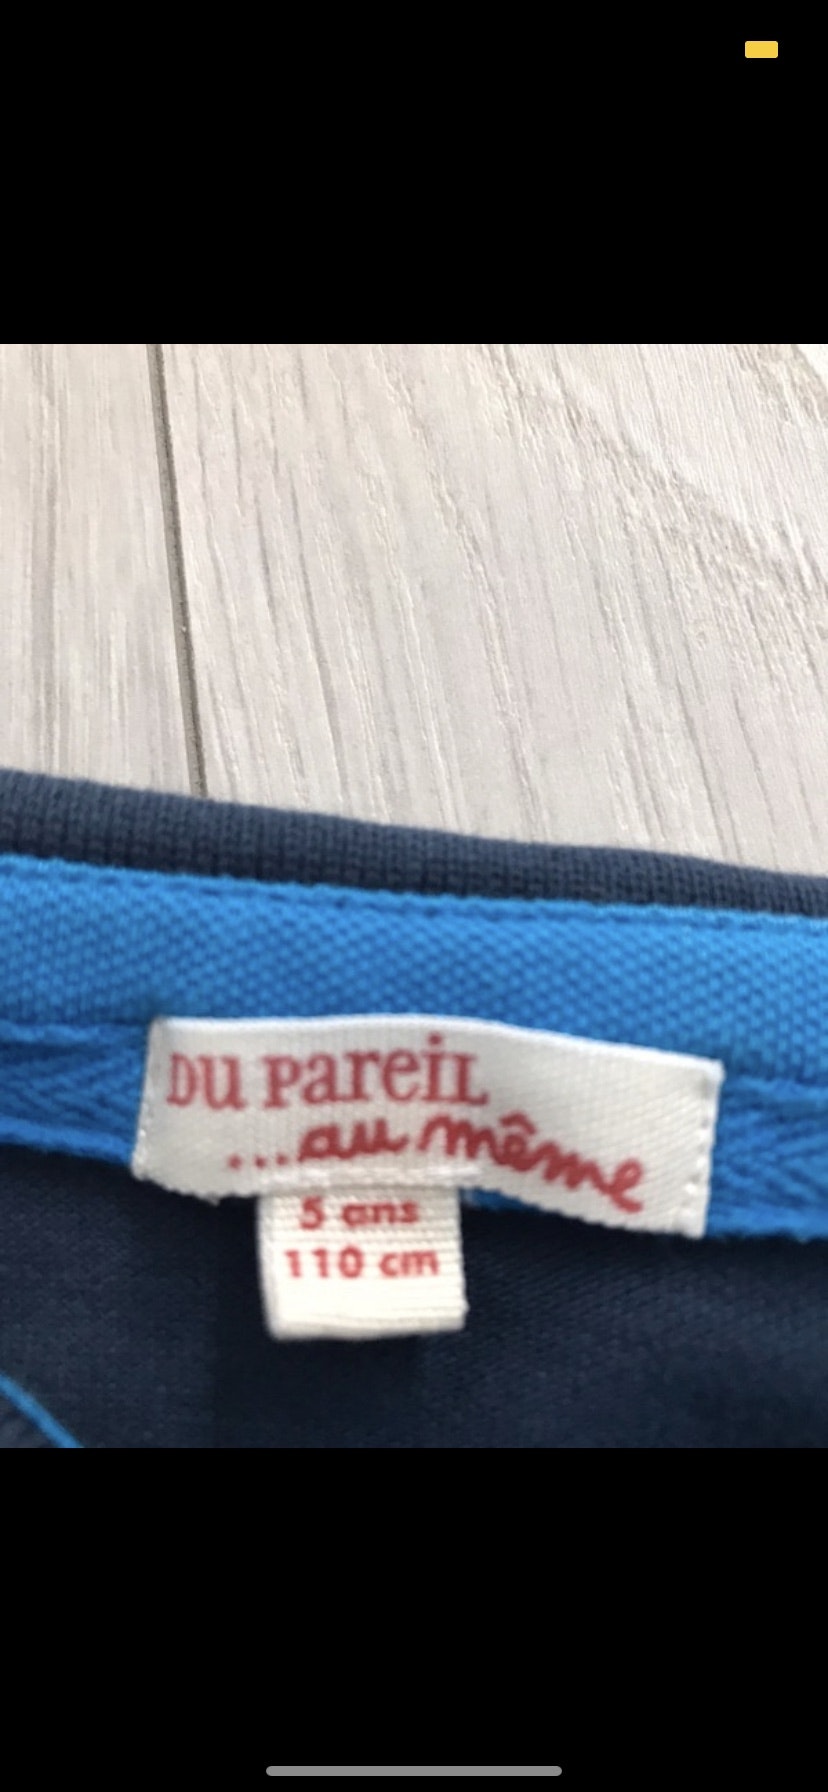 DU PareiL
...au même
5 ans
110 cm